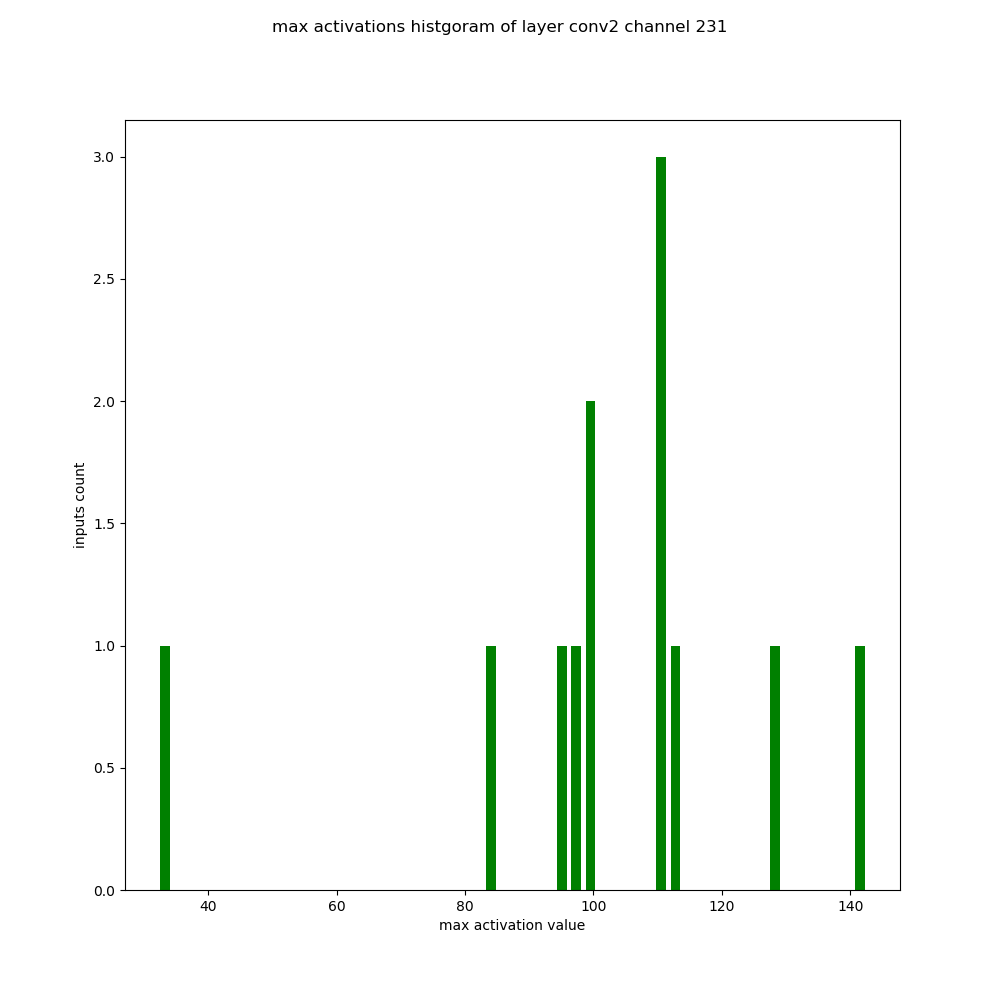 max activations histgoram of layer conv2 channel 231
3.0
2.5
2.0
1.5
1.0
0.5
0.0
inputs count
40 60 80 100 120 140
max activation value